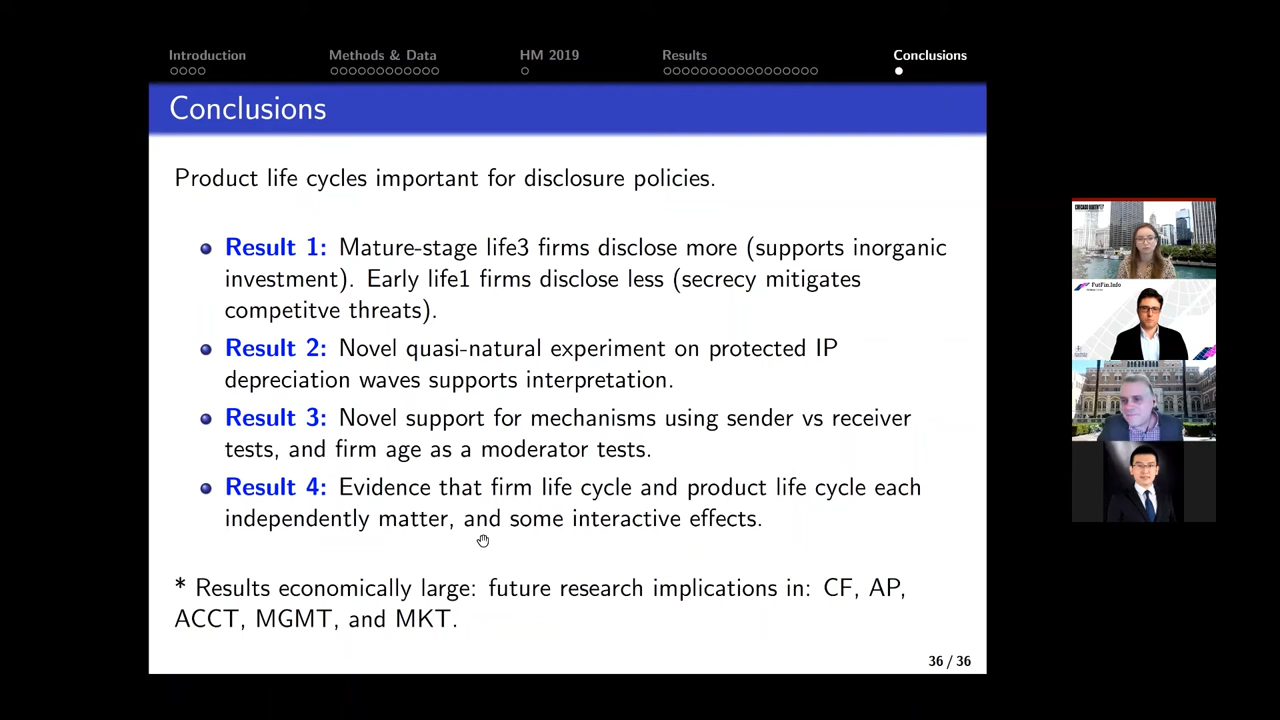 Introduction
Methods & Data
HM 2019
Results
Conclusions
Conclusions
Product life cycles important for disclosure policies.
Result 1: Mature-stage life3 firms disclose more (supports inorganic
investment). Early life1 firms disclose less (secrecy mitigates
competitve threats).
Result 2: Novel quasi-natural experiment on protected IP
depreciation waves supports interpretation.
Result 3: Novel support for mechanisms using sender vs receiver
tests, and firm age as a moderator tests.
Result 4: Evidence that firm life cycle and product life cycle each
independently matter, and some interactive effects.
* Results economically large: future research implications in: CF, AP,
ACCT, MGMT, and MKT.
36 / 36
CHICAGO BOOTH
FutFin.Info